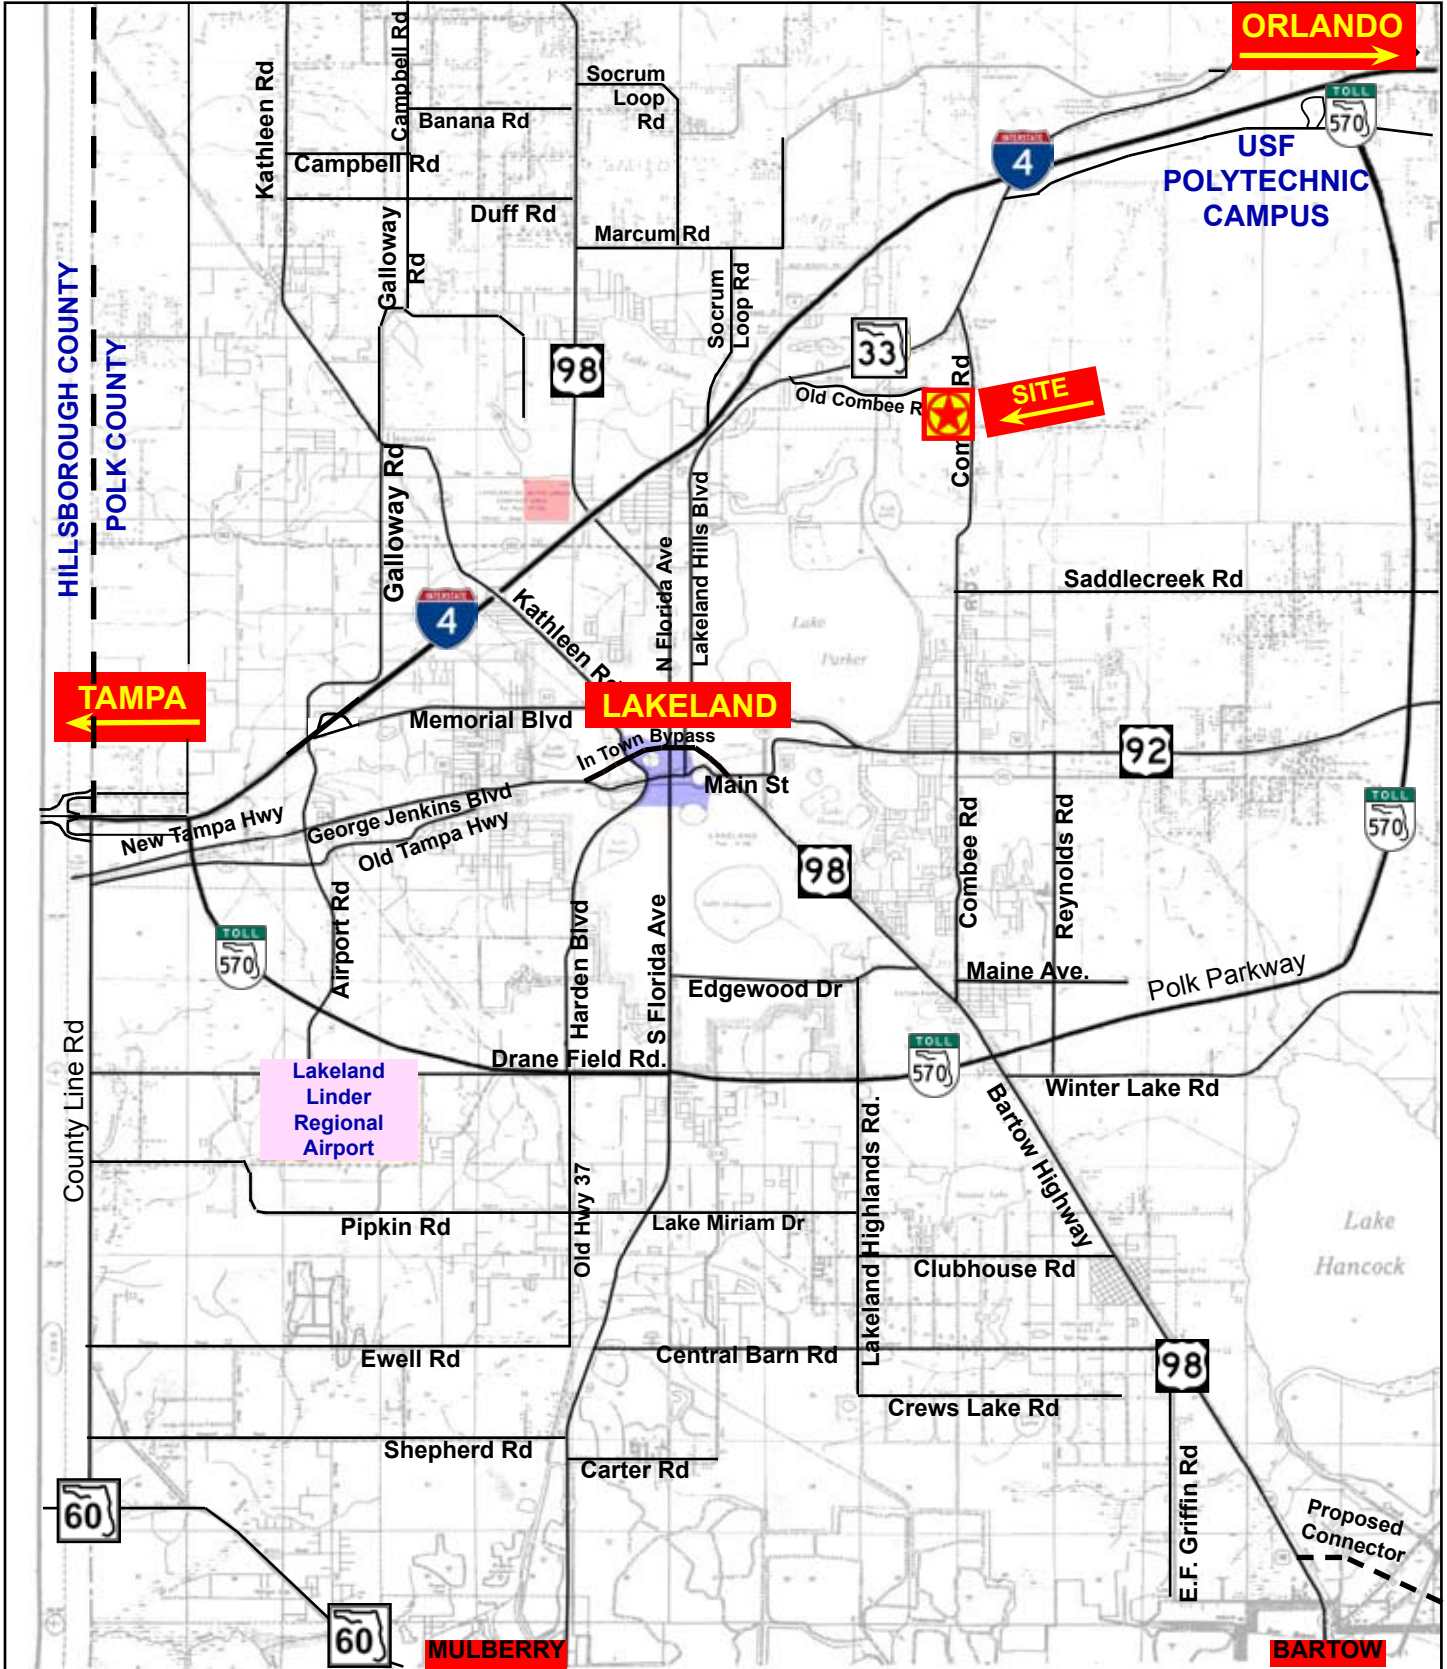 ORLANDO
Kathleen Rd
Campbell Rd
Socrum
Loop
Rd
Banana Rd
Campbell Rd
INTERSTATE
4
TOLL
570
USF
POLYTECHNIC
CAMPUS
Duff Rd
Galloway
Rd
Marcum Rd
Socrum
Loop Rd
HILLSBOROUGH COUNTY
POLK COUNTY
98
33
Combee Rd
SITE
Old Combee R
Galloway Rd
Lakeland Hills Blvd
N Florida Ave
Saddlecreek Rd
INTERSTATE
4
Kathleen Rd
Lake
Parker
TAMPA
LAKELAND
Memorial Blvd
In Town Bypass
92
Main St
New Tampa Hwy
George Jenkins Blvd
Old Tampa Hwy
98
Combee Rd
Reynolds Rd
TOLL
570
Airport Rd
TOLL
570
Harden Blvd
S Florida Ave
Edgewood Dr
Maine Ave.
Polk Parkway
County Line Rd
Drane Field Rd.
TOLL
570
Winter Lake Rd
Lakeland
Linder
Regional
Airport
Lakeland Highlands Rd.
Bartow Highway
Old Hwy 37
Pipkin Rd
Lake Miriam Dr
Lake
Hancock
Clubhouse Rd
Ewell Rd
Central Barn Rd
98
Crews Lake Rd
Shepherd Rd
Carter Rd
E.F. Griffin Rd
60
Proposed
Connector
60
MULBERRY
BARTOW